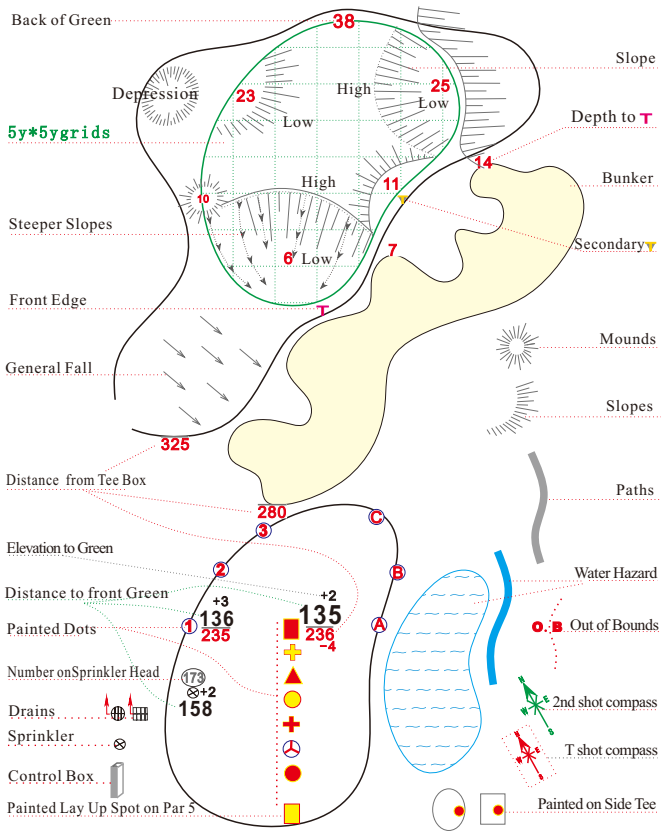 Back of Green
38
Slope
Depression
23
High
25
Low
Low
Depth to T
5y*5ygrids
14
Bunker
High
11
10
Steeper Slopes
Secondary
6
Low
7
Front Edge
T
Mounds
General Fall
Slopes
325
Distance from Tee Box
Paths
280
C
3
Elevation to Green
2
B
Water Hazard
Distance to front Green
+3
136
235
+2
135
236
-4
1
A
O.B
Out of Bounds
Painted Dots
Number on Sprinkler Head
173
+2
158
2nd shot compass
Drains
Sprinkler
T shot compass
Control Box
Painted Lay Up Spot on Par 5
Painted on Side Tee